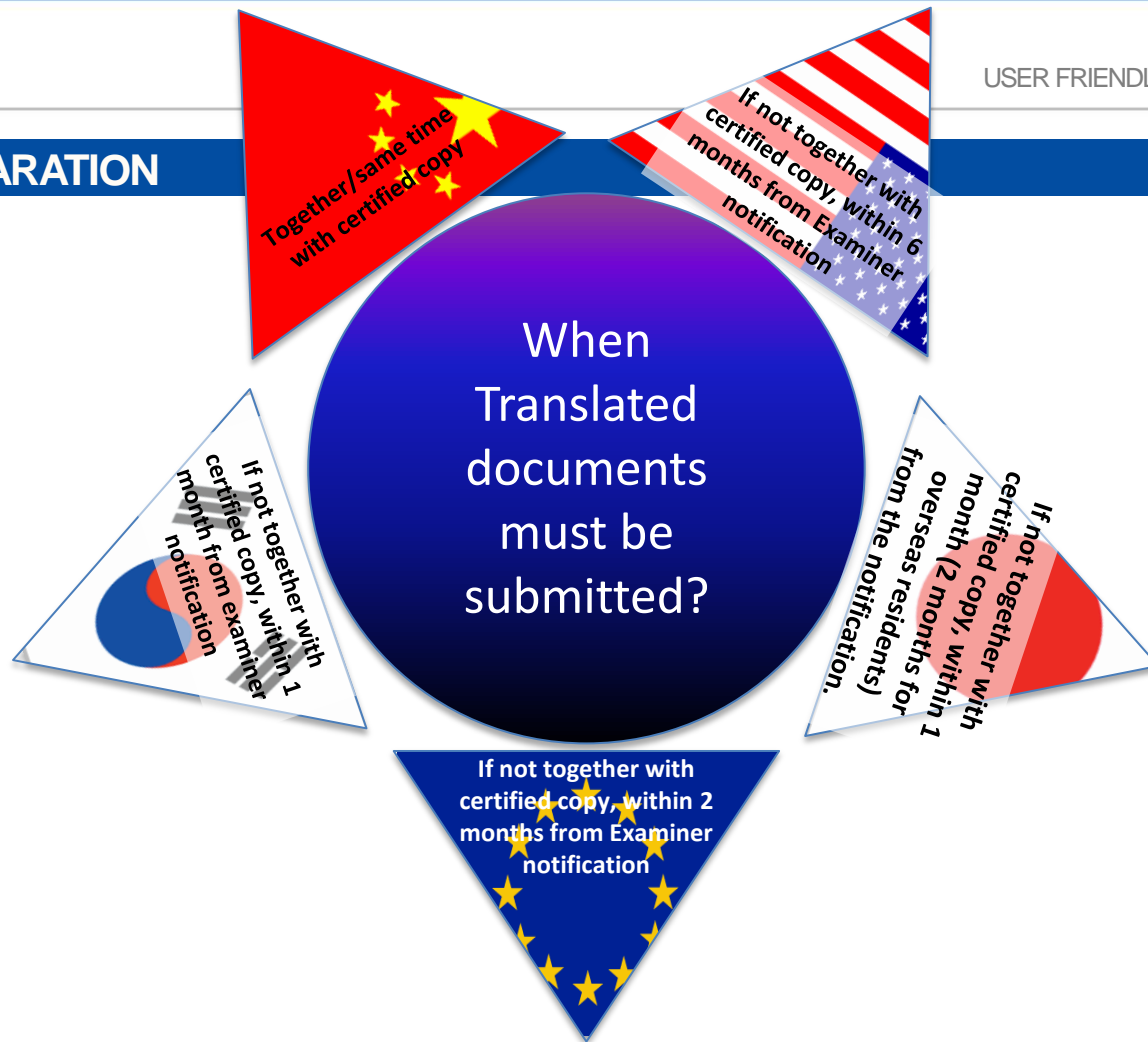 USER FRIENDL
ARATION
Together/same time
with certified copy
If not together with
certified copy, within 6
months from Examiner
notification
When
Translated
documents
must be
submitted?
If not together with
certified copy, within 1
month from examiner
notification
If not together with
certified copy, within 1
month (2 months for
overseas residents)
from the notification.
If not together with
certified copy, within 2
months from Examiner
notification